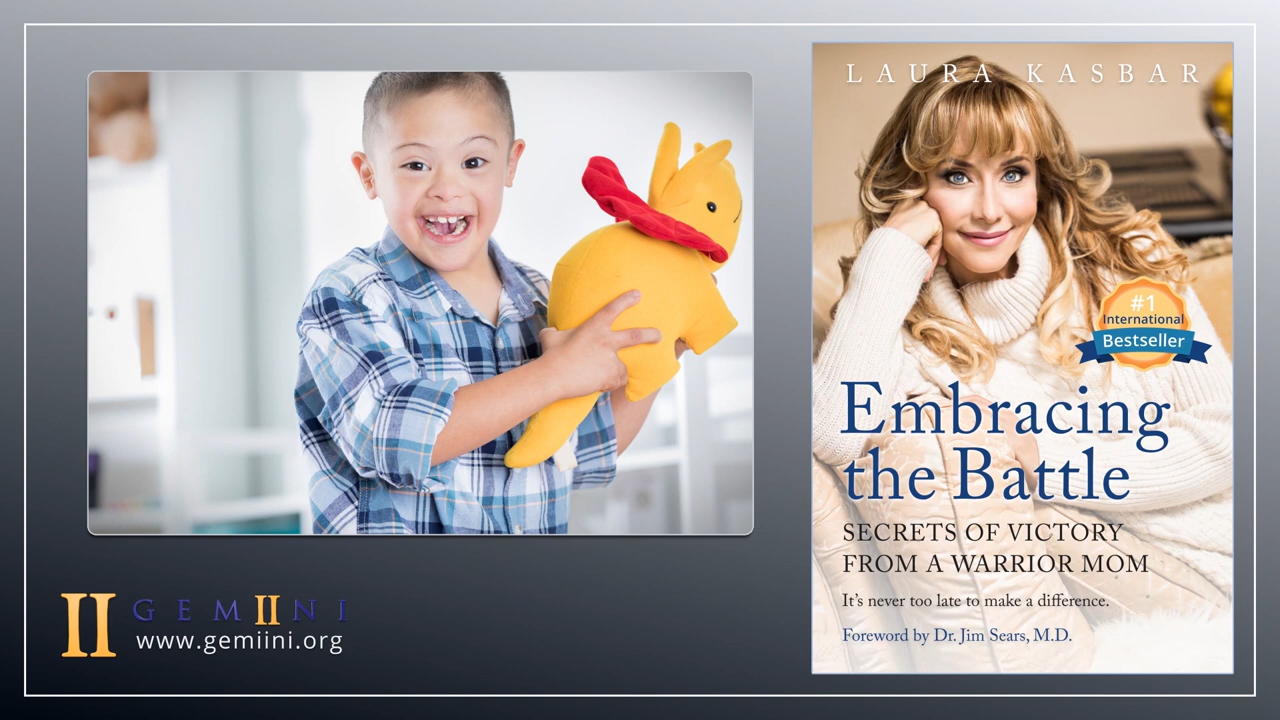 II GEMIINI
www.gemiini.org
LAURA KASBAR
#1
International
Bestseller
Embracing
the Battle
SECRETS OF VICTORY
FROM A WARRIOR MOM
It's never too late to make a difference.
Foreword by Dr. Jim Sears, M.D.